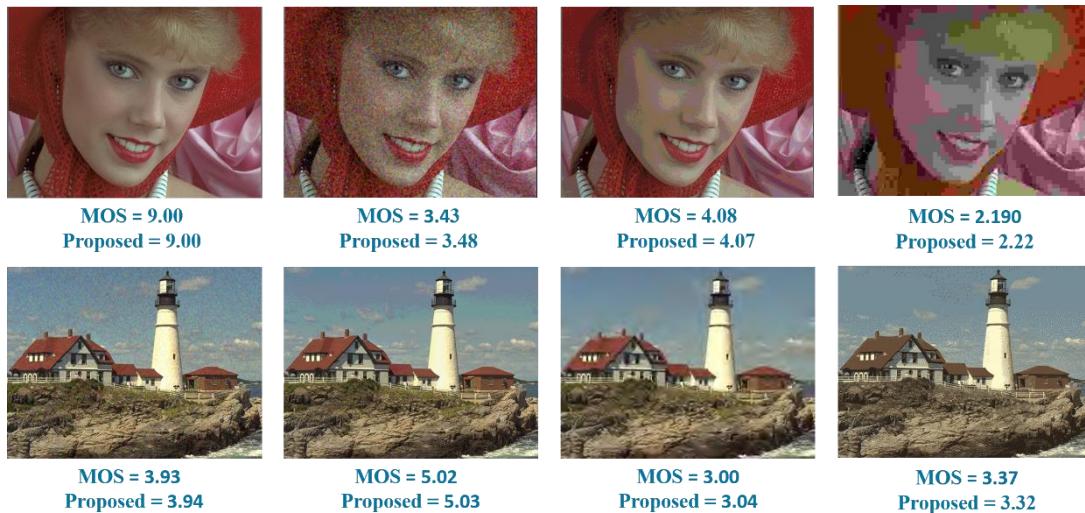 MOS = 9.00
Proposed = 9.00
MOS = 3.43
Proposed = 3.48
MOS = 4.08
Proposed = 4.07
MOS = 2.190
Proposed = 2.22
MOS = 3.93
Proposed = 3.94
MOS = 5.02
Proposed = 5.03
MOS = 3.00
Proposed = 3.04
MOS = 3.37
Proposed = 3.32